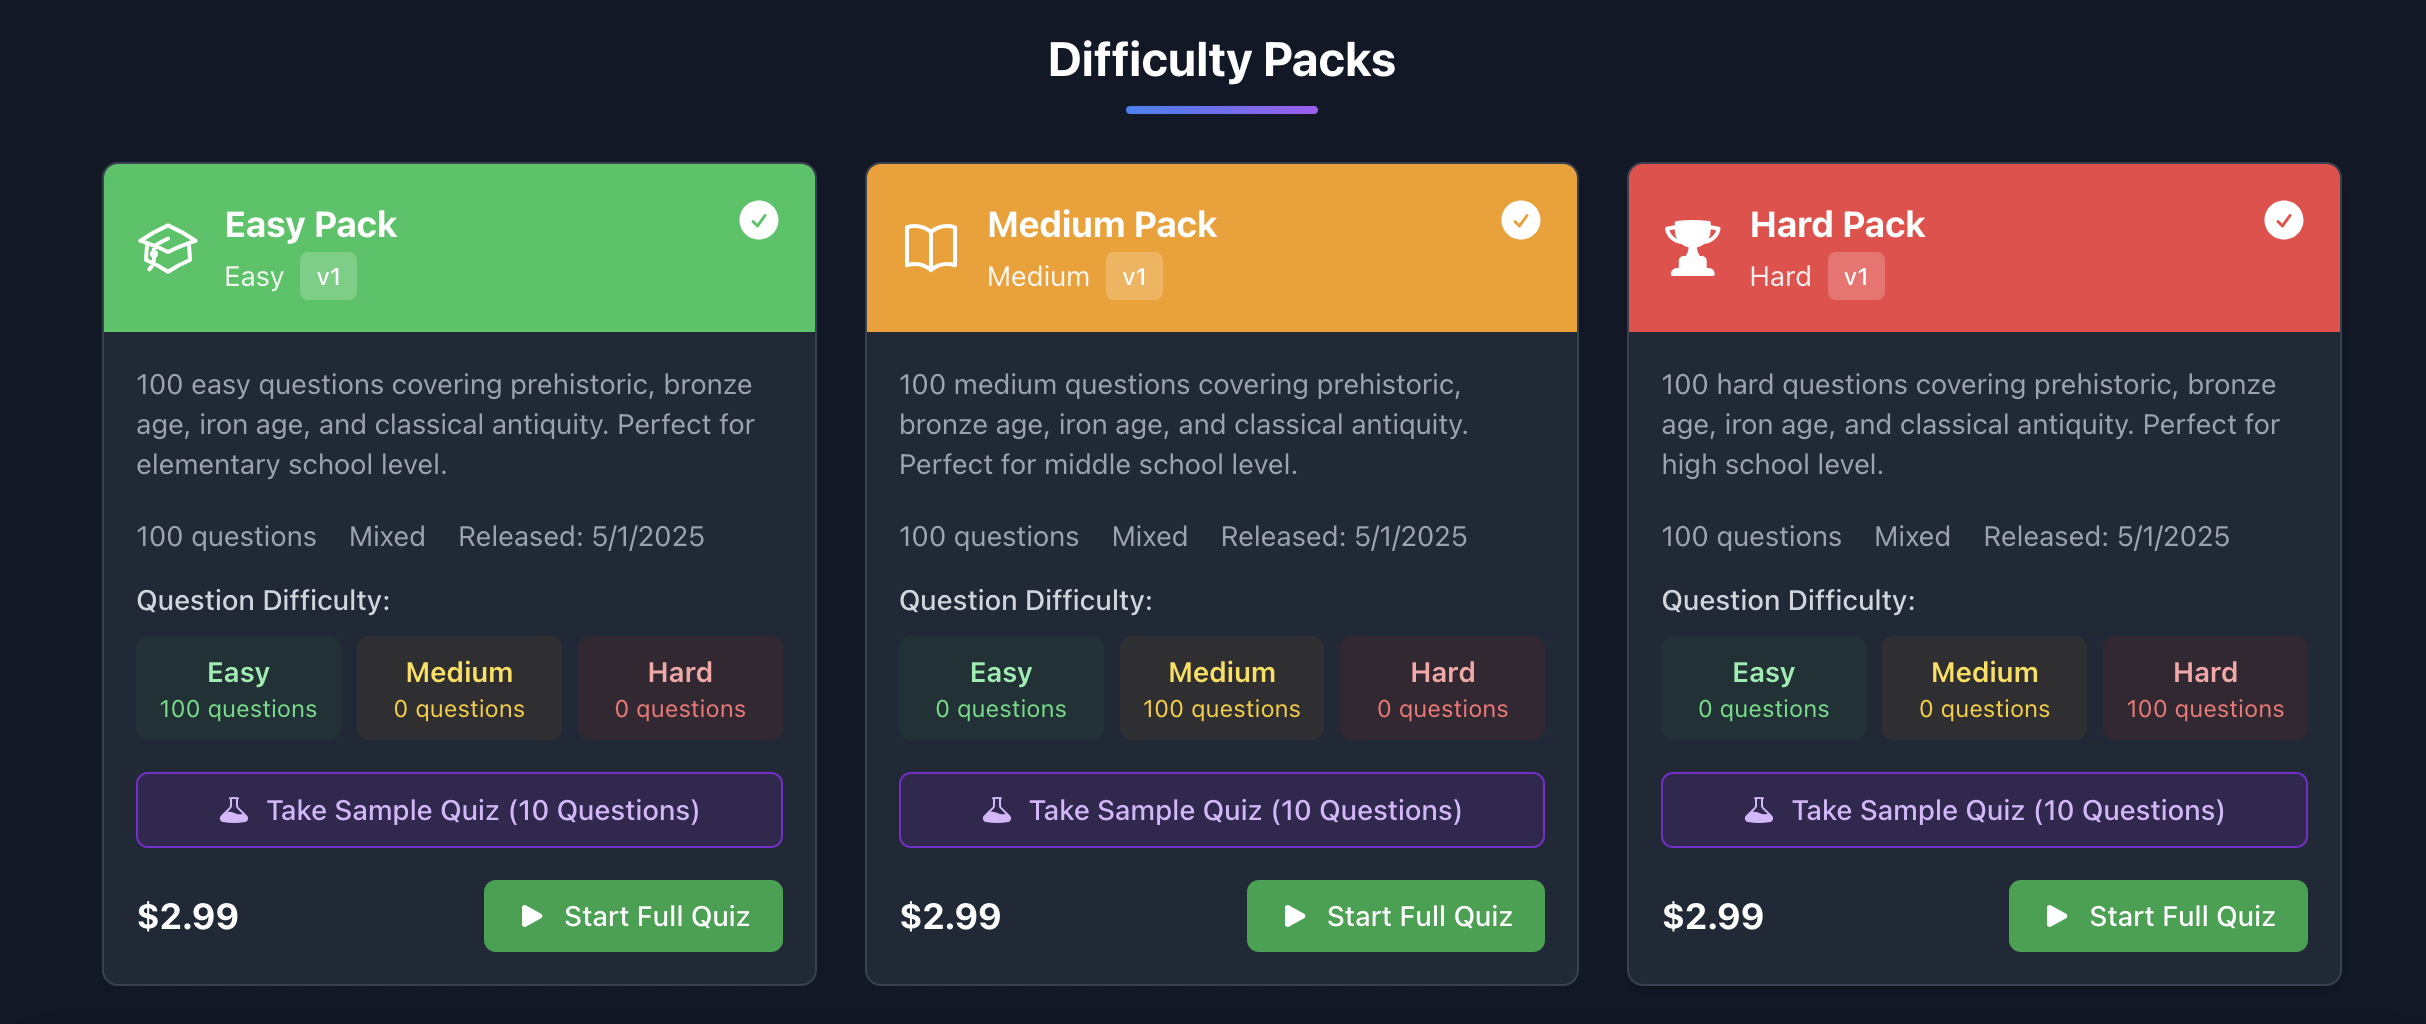 Difficulty Packs
Easy Pack
Easy v1
100 easy questions covering prehistoric, bronze
age, iron age, and classical antiquity. Perfect for
elementary school level.
100 questions Mixed Released: 5/1/2025
Question Difficulty:
Easy Medium Hard
100 questions 0 questions 0 questions
Take Sample Quiz (10 Questions)
$2.99 Start Full Quiz
Medium Pack
Medium v1
100 medium questions covering prehistoric,
bronze age, iron age, and classical antiquity.
Perfect for middle school level.
100 questions Mixed Released: 5/1/2025
Question Difficulty:
Easy Medium Hard
0 questions 100 questions 0 questions
Take Sample Quiz (10 Questions)
$2.99 Start Full Quiz
Hard Pack
Hard v1
100 hard questions covering prehistoric, bronze
age, iron age, and classical antiquity. Perfect for
high school level.
100 questions Mixed Released: 5/1/2025
Question Difficulty:
Easy Medium Hard
0 questions 0 questions 100 questions
Take Sample Quiz (10 Questions)
$2.99 Start Full Quiz